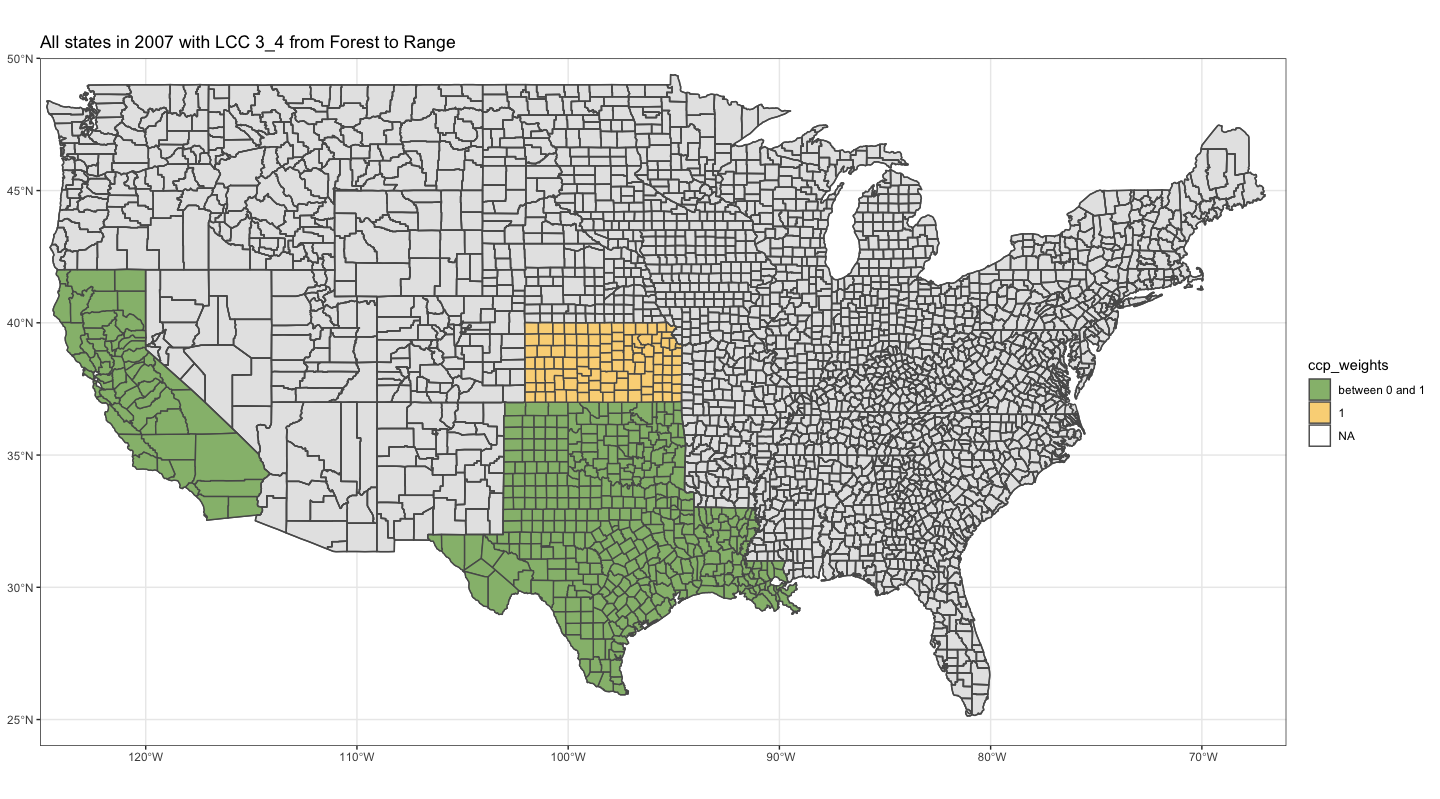 All states in 2007 with LCC 3_4 from Forest to Range
50°N
45°N
40°N
35°N
30°N
25°N
120°W
110°W
100°W
90°W
80°W
70°W
ccp_weights
between 0 and 1
1
NA